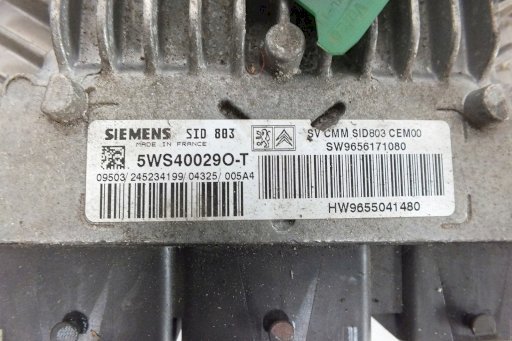 SIEMENS SID 803
MADE IN FRANCE
5WS40029O-T
09503/245234199/04325/005A4
SV CMM SID803 CEM00
SW9656171080
HW9655041480